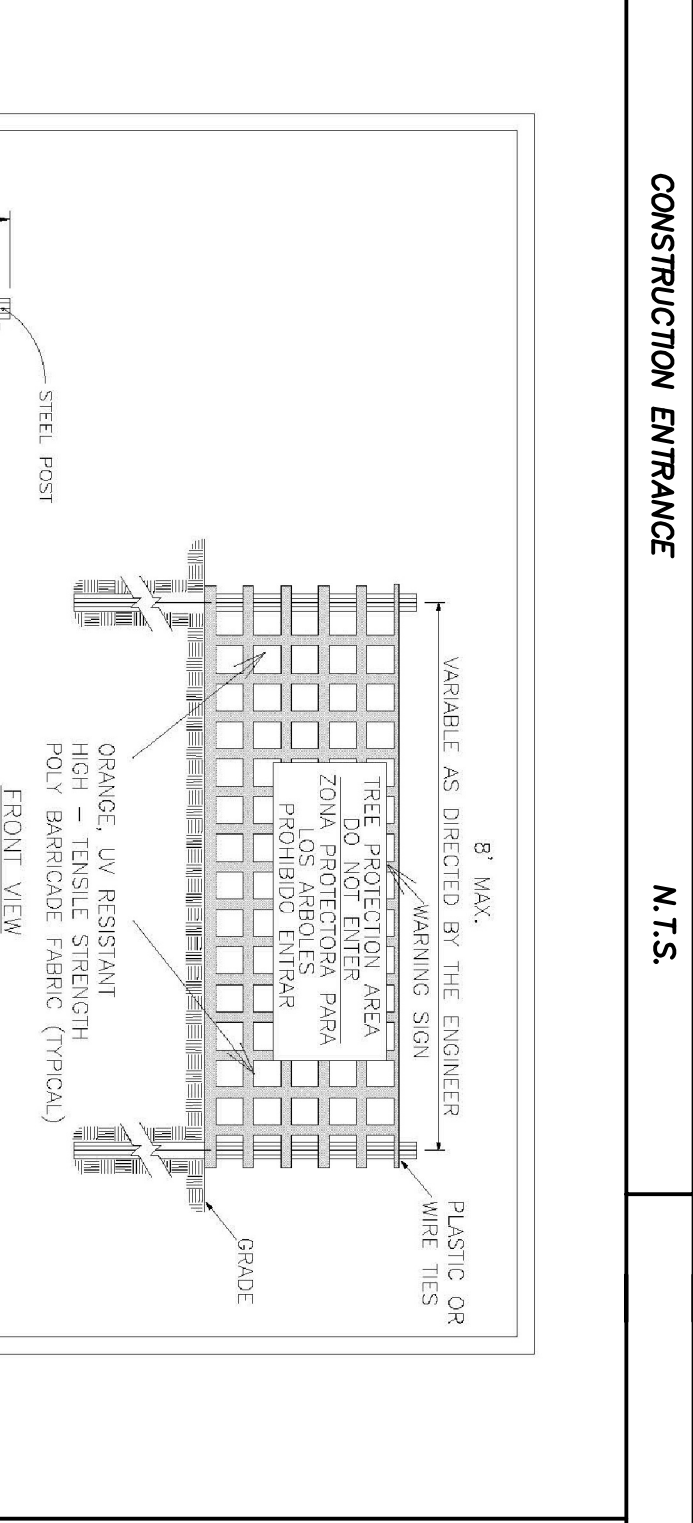 CONSTRUCTION ENTRANCE
N.T.S.
8' MAX.
VARIABLE AS DIRECTED BY THE ENGINEER
WARNING SIGN
PLASTIC OR
WIRE TIES
TREE PROTECTION AREA
DO NOT ENTER
ZONA PROTECTORA PARA
LOS ARBOLES
PROHIBIDO ENTRAR
GRADE
STEEL POST
ORANGE, UV RESISTANT
HIGH - TENSILE STRENGTH
POLY BARRICADE FABRIC (TYPICAL)
FRONT VIEW